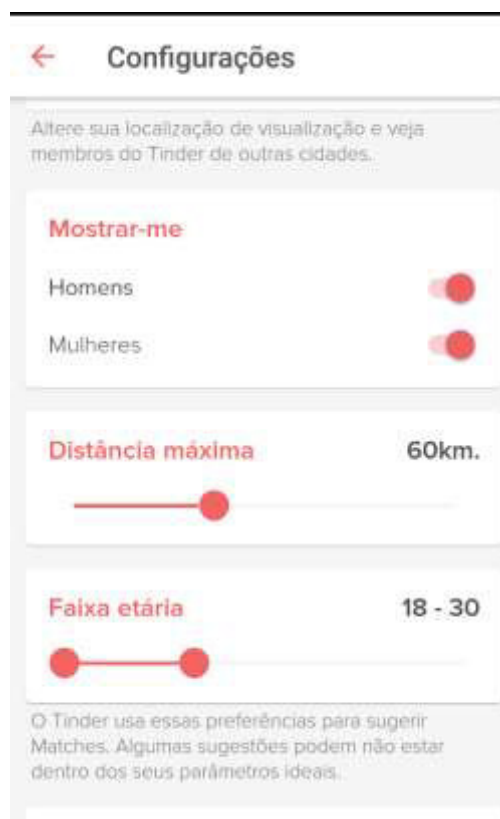 Configurações
Altere sua localização de visualização e veja
membros do Tinder de outras cidades.
Mostrar-me
Homens
Mulheres
Distância máxima 60km.
Faixa etária 18 - 30
O Tinder usa essas preferências para sugerir
Matches. Algumas sugestões podem não estar
dentro dos seus parâmetros ideais.